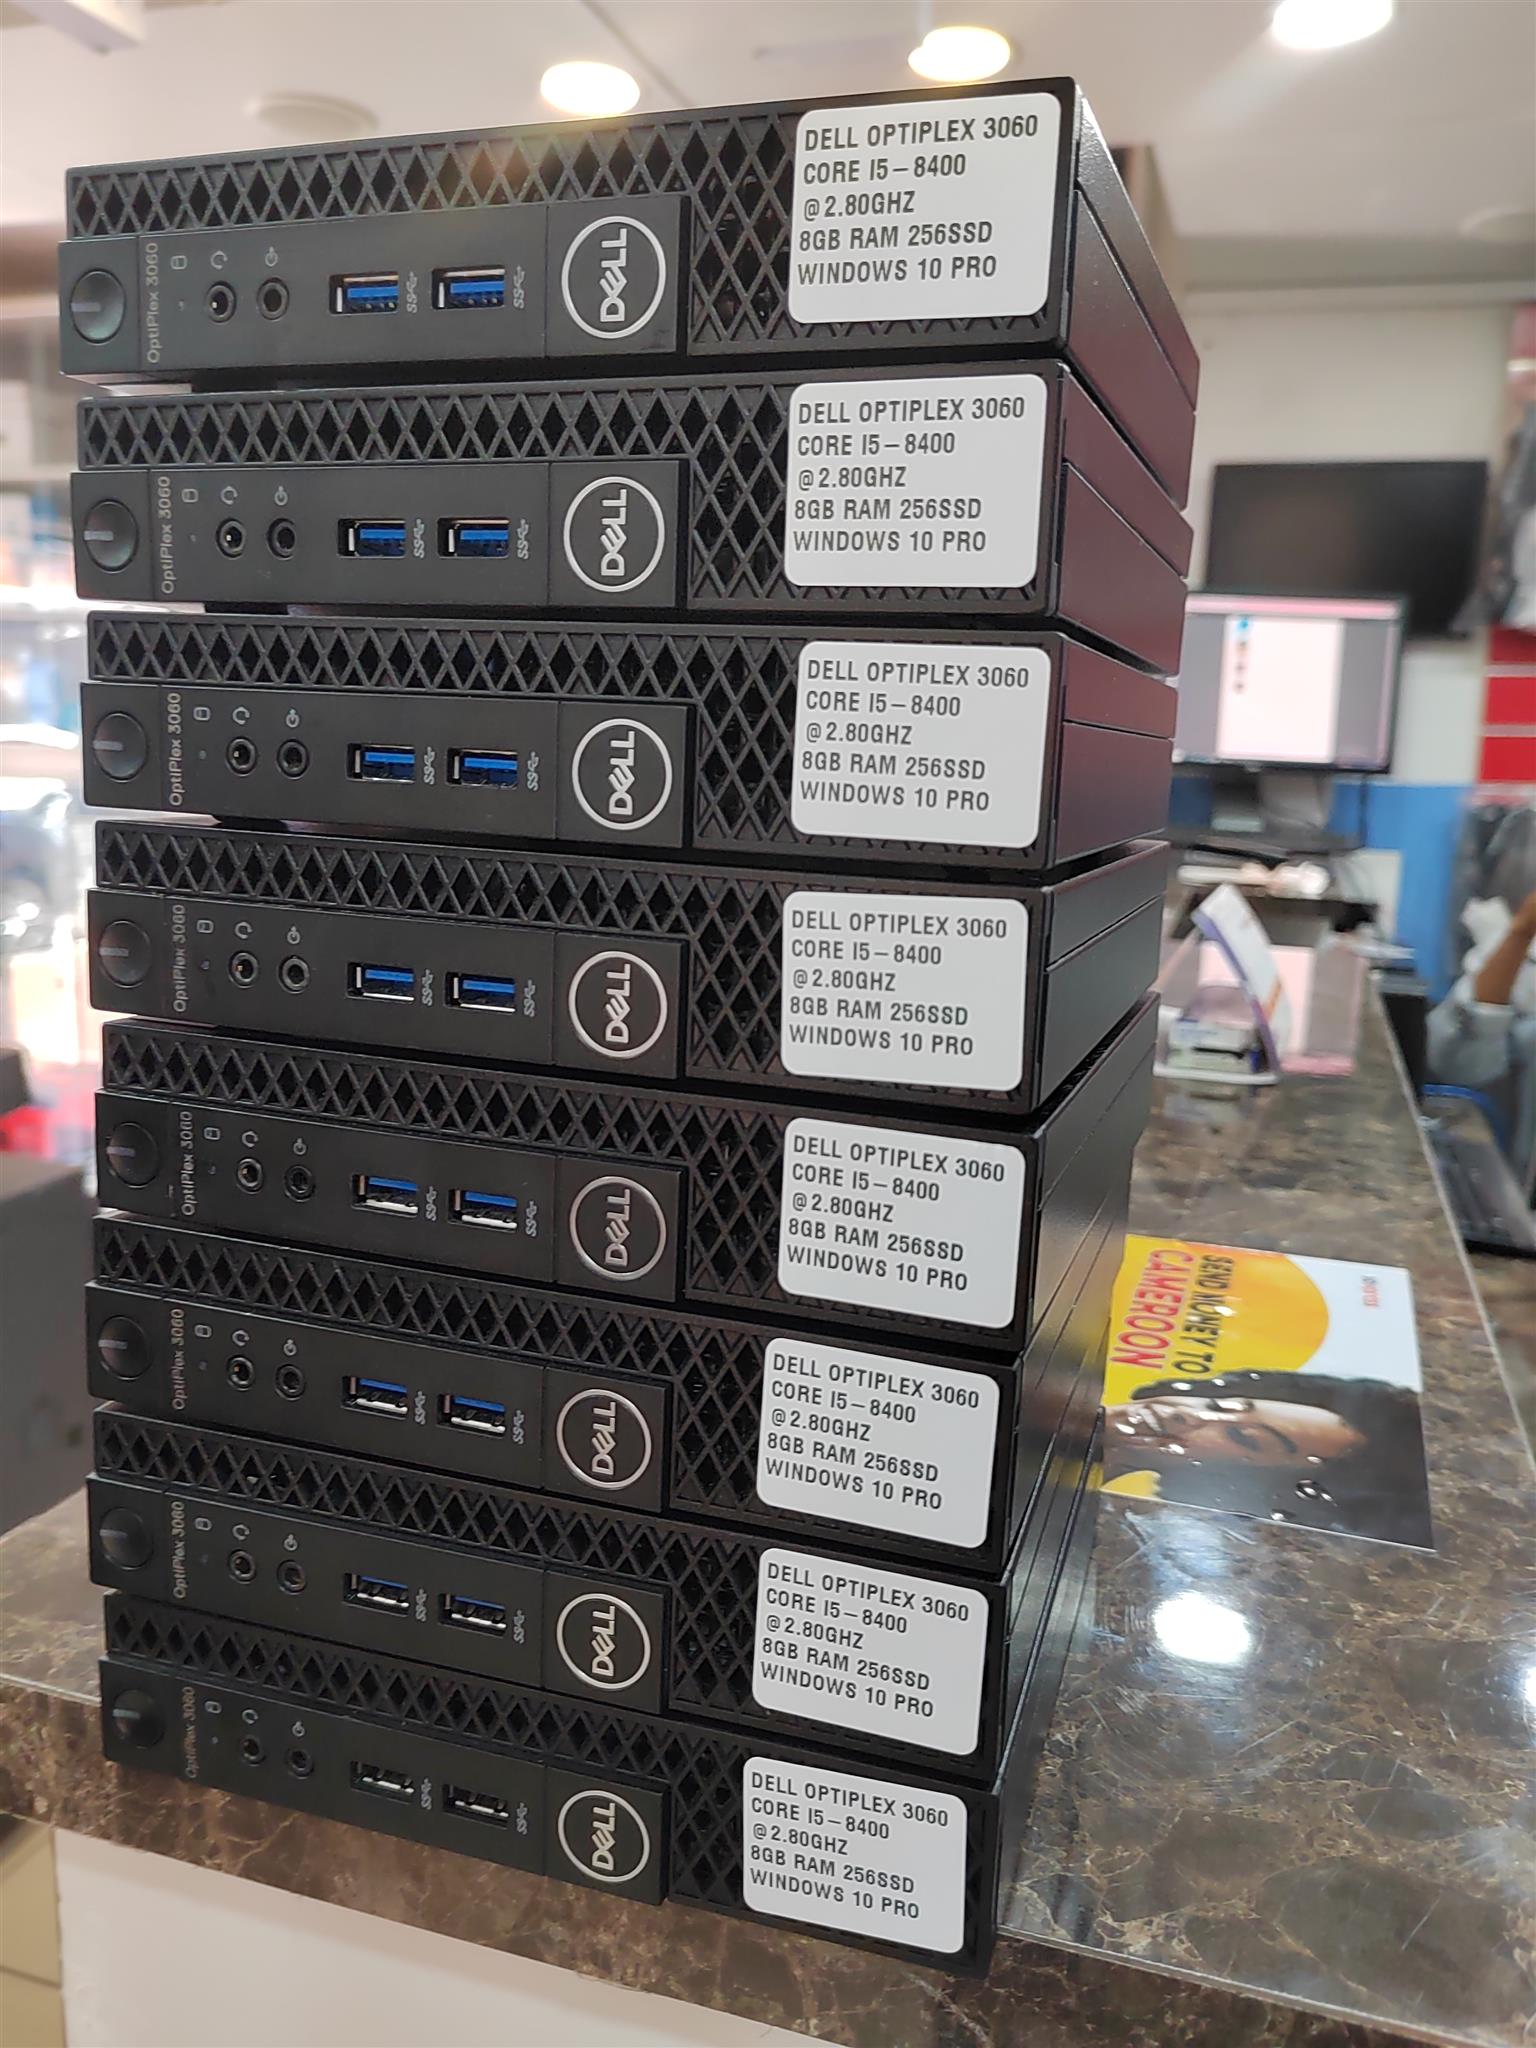 DELL OPTIPLEX 3060
CORE I5-8400
@2.80GHZ
8GB RAM 256SSD
WINDOWS 10 PRO
OptiPlex 3060
DELL
DELL OPTIPLEX 3060
CORE I5-8400
@2.80GHZ
8GB RAM 256SSD
WINDOWS 10 PRO
OptiPlex 3060
DELL
DELL OPTIPLEX 3060
CORE I5-8400
@2.80GHZ
8GB RAM 256SSD
WINDOWS 10 PRO
OptiPlex 3060
DELL
DELL OPTIPLEX 3060
CORE I5-8400
@2.80GHZ
8GB RAM 256SSD
WINDOWS 10 PRO
OptiPlex 3060
DELL
DELL OPTIPLEX 3060
CORE I5-8400
@2.80GHZ
8GB RAM 256SSD
WINDOWS 10 PRO
OptiPlex 3060
DELL
DELL OPTIPLEX 3060
CORE I5-8400
@2.80GHZ
8GB RAM 256SSD
WINDOWS 10 PRO
OptiPlex 3060
DELL
DELL OPTIPLEX 3060
CORE I5-8400
@2.80GHZ
8GB RAM 256SSD
WINDOWS 10 PRO
OptiPlex 3060
DELL
DELL OPTIPLEX 3060
CORE I5-8400
@2.80GHZ
8GB RAM 256SSD
WINDOWS 10 PRO
OptiPlex 3060
DELL
SEND MONEY TO
CAMEROON